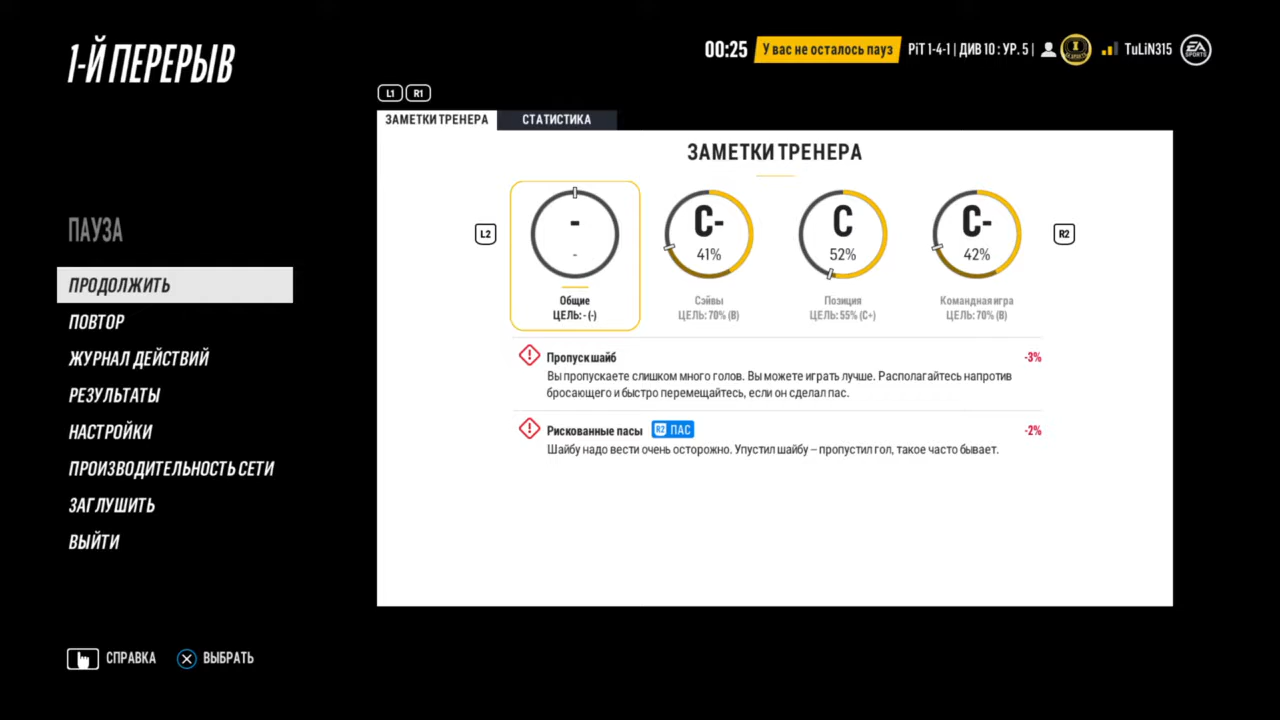 1-Й ПЕРЕРЫВ
00:25
У вас не осталось пауз
PiT 1-4-1 | ДИВ 10 : УР. 5 |
TuLiN315
EA SPORTS
L1 R1
ЗАМЕТКИ ТРЕНЕРА
СТАТИСТИКА
ЗАМЕТКИ ТРЕНЕРА
L2
-
-
Общие
ЦЕЛЬ: - (-)
C-
41%
Сэйвы
ЦЕЛЬ: 70% (B)
C
52%
Позиция
ЦЕЛЬ: 55% (C+)
C-
42%
Командная игра
ЦЕЛЬ: 70% (B)
R2
Пропуск шайб
-3%
Вы пропускаете слишком много голов. Вы можете играть лучше. Располагайтесь напротив
бросающего и быстро перемещайтесь, если он сделал пас.
Рискованные пасы R2 ПАС
-2%
Шайбу надо вести очень осторожно. Упустил шайбу – пропустил гол, такое часто бывает.
ПАУЗА
ПРОДОЛЖИТЬ
ПОВТОР
ЖУРНАЛ ДЕЙСТВИЙ
РЕЗУЛЬТАТЫ
НАСТРОЙКИ
ПРОИЗВОДИТЕЛЬНОСТЬ СЕТИ
ЗАГЛУШИТЬ
ВЫЙТИ
СПРАВКА
ВЫБРАТЬ